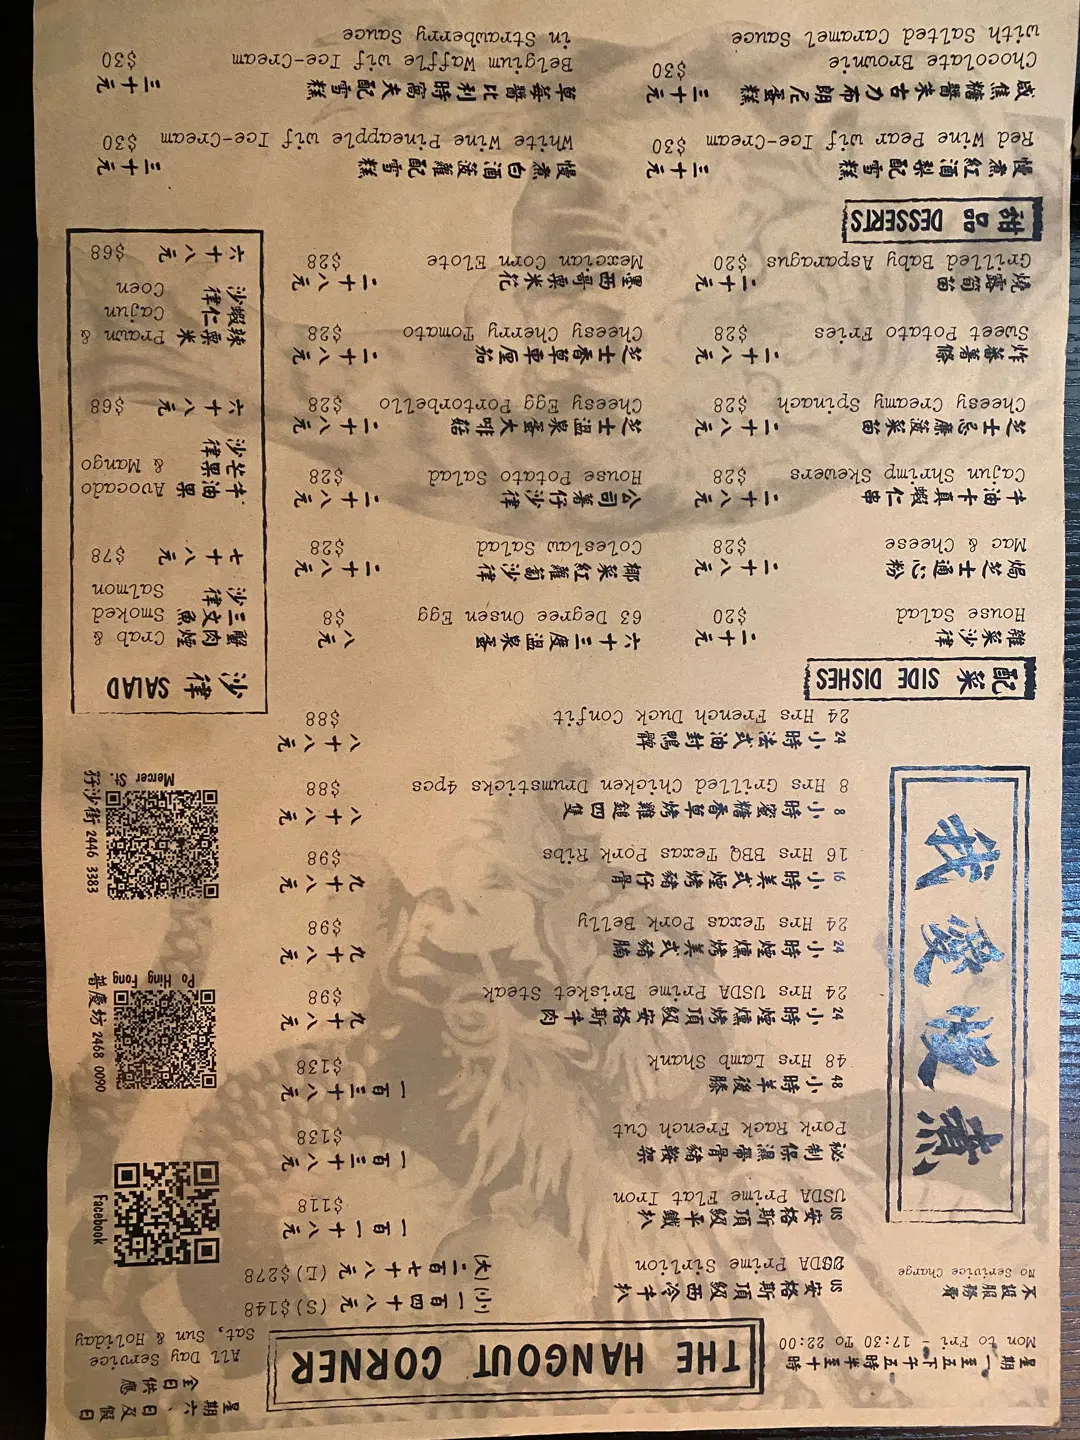 THE HANGOUT CORNER
星期一至五下午五時半至十時
Mon to Fri - 17:30 To 22:00
星期六、日及假日
全日供應
All Day Service
Sat, Sun & Holiday
不設服務費
No Serivce Charge
我愛慢煮
US安格斯頂級西冷牛扒
USDA Prime Sirlion
(小) 一百四十八元 (S)$148
(大) 二百七十八元 (L)$278
US安格斯頂級平鐵扒 一百一十八元
USDA Prime Flat Iron $118
祕制保濕帶骨豬鞍架 一百三十八元
Pork Rack French Cut $138
48小時羊後膝 一百三十八元
48 Hrs Lamb Shank $138
24小時煙燻烤頂級安格斯牛肉 九十八元
24 Hrs USDA Prime Brisket Steak $98
24小時煙燻烤美式豬腩 九十八元
24 Hrs Texas Pork Belly $98
16小時美式煙烤豬仔骨 九十八元
16 Hrs BBQ Texas Pork Ribs $98
8小時蜜糖香草烤雞鎚四隻 八十八元
8 Hrs Grilled Chicken Drumsticks 4pcs $88
24小時法式油封鴨髀 八十八元
24 Hrs French Duck Confit $88
Facebook
普慶坊 2468 0090
Po Hing Fong
孖沙街 2446 3383
Mercer St.
配菜 SIDE DISHES
雜菜沙律 二十元
House Salad $20
焗芝士通心粉 二十八元
Mac & Cheese $28
牛油卡真蝦仁串 二十八元
Cajun Shrimp Skewers $28
芝士忌廉菠菜苗 二十八元
Cheesy Creamy Spinach $28
炸蕃薯條 二十八元
Sweet Potato Fries $28
燒露筍苗 二十元
Grilled Baby Asparagus $20
六十三度溫泉蛋 八元
63 Degree Onsen Egg $8
椰菜紅蘿蔔沙律 二十八元
Coleslaw Salad $28
公司薯仔沙律 二十八元
House Potato Salad $28
芝士溫泉蛋大啡菇 二十八元
Cheesy Egg Portorbello $28
芝士香草車厘茄 二十八元
Cheesy Cherry Tomato $28
墨西哥粟米花 二十八元
Mexcian Corn Elote $28
沙律 SALAD
蟹肉煙三文魚沙律
Crab & Smoked Salmon
七十八元 $78
牛油果芒果沙律
Avocado & Mango
六十八元 $68
辣粟米蝦仁沙律
Prawn & Cajun Coen
六十八元 $68
甜品 DESSERTS
慢煮紅酒梨配雪糕 三十元
Red Wine Pear wif Ice-Cream $30
咸焦糖醬朱古力布朗尼蛋糕 三十元
Chocolate Brownie $30
with Salted Caramel Sauce
慢煮白酒菠蘿配雪糕 三十元
White Wine Pineapple wif Ice-Cream $30
草莓醬比利時窩夫配雪糕 三十元
Belgium Waffle wif Ice-Cream $30
in Strawberry Sauce